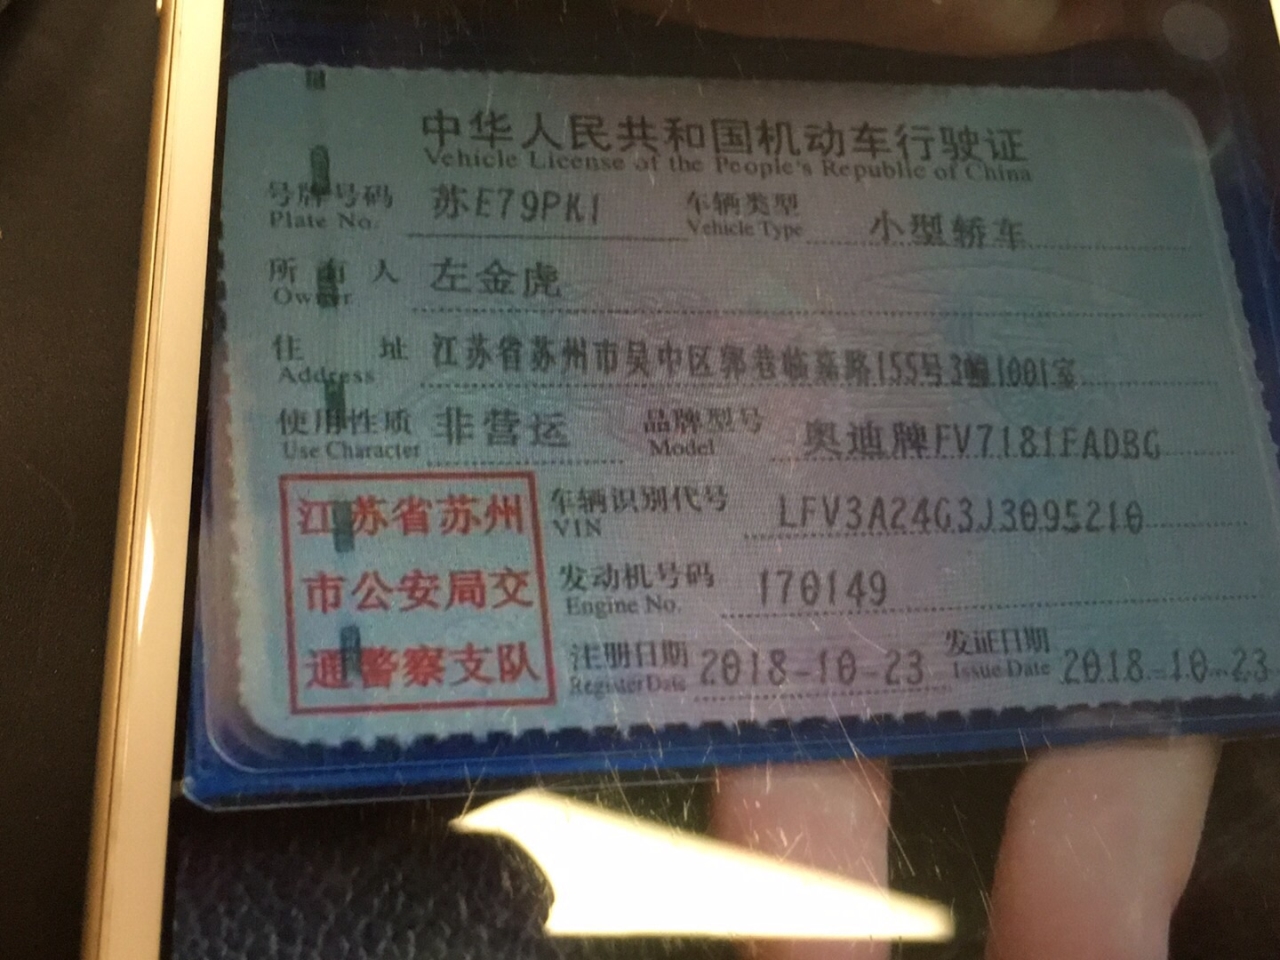 中华人民共和国机动车行驶证
Vehicle License of the People's Republic of China
号牌号码 苏E79PK1 车辆类型 小型轿车
Plate No. Vehicle Type
所有人 左金虎
Owner
住址 江苏省苏州市吴中区郭巷临 路155号3幢1001室
Address
使用性质 非营运 品牌型号 奥迪牌FV7181FADBG
Use Character Model
江苏省苏州
市公安局交
通警察支队
车辆识别代号 LFV3A24G3J3095210
VIN
发动机号码 170149
Engine No.
注册日期 2018-10-23 发证日期 2018-10-23
Register Date Issue Date